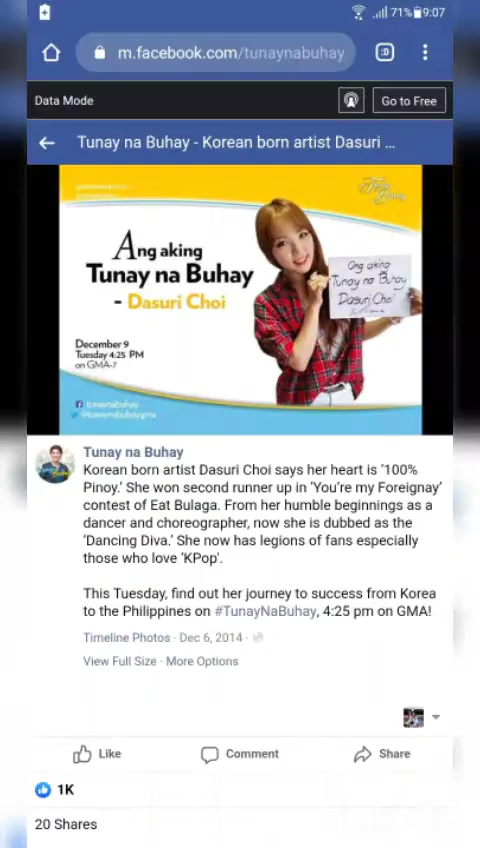 71% 9:07
m.facebook.com/tunaynabuhay
:D
Data Mode
Go to Free
Tunay na Buhay - Korean born artist Dasuri ...
Ang aking
Tunay na Buhay
- Dasuri Choi
Ang aking
Tunay na Buhay
Dasuri Choi
December 9
Tuesday 4:25 PM
on GMA-7
tunaynabuhay
@tunaynabuhaygma
Tunay na Buhay
Korean born artist Dasuri Choi says her heart is ‘100%
Pinoy.’ She won second runner up in ‘You’re my Foreignay’
contest of Eat Bulaga. From her humble beginnings as a
dancer and choreographer, now she is dubbed as the
‘Dancing Diva.’ She now has legions of fans especially
those who love ‘KPop’.
This Tuesday, find out her journey to success from Korea
to the Philippines on #TunayNaBuhay, 4:25 pm on GMA!
Timeline Photos · Dec 6, 2014 ·
View Full Size · More Options
Like
Comment
Share
1K
20 Shares